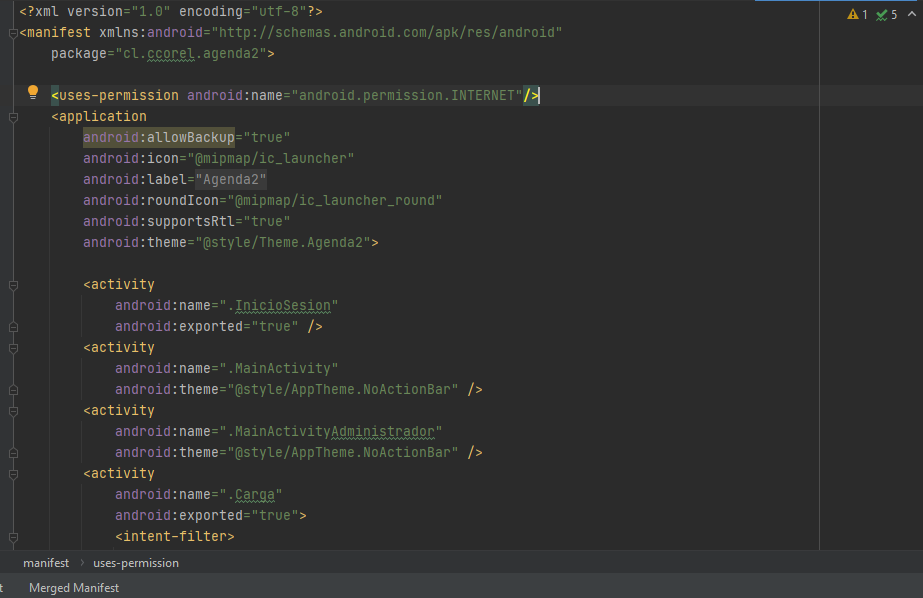 <?xml version="1.0" encoding="utf-8"?>
<manifest xmlns:android="http://schemas.android.com/apk/res/android"
    package="cl.ccorel.agenda2">
    <uses-permission android:name="android.permission.INTERNET"/>
    <application
        android:allowBackup="true"
        android:icon="@mipmap/ic_launcher"
        android:label="Agenda2"
        android:roundIcon="@mipmap/ic_launcher_round"
        android:supportsRtl="true"
        android:theme="@style/Theme.Agenda2">
        <activity
            android:name=".InicioSesion"
            android:exported="true" />
        <activity
            android:name=".MainActivity"
            android:theme="@style/AppTheme.NoActionBar" />
        <activity
            android:name=".MainActivityAdministrador"
            android:theme="@style/AppTheme.NoActionBar" />
        <activity
            android:name=".Carga"
            android:exported="true">
            <intent-filter>
1 5
manifest › uses-permission
t Merged Manifest